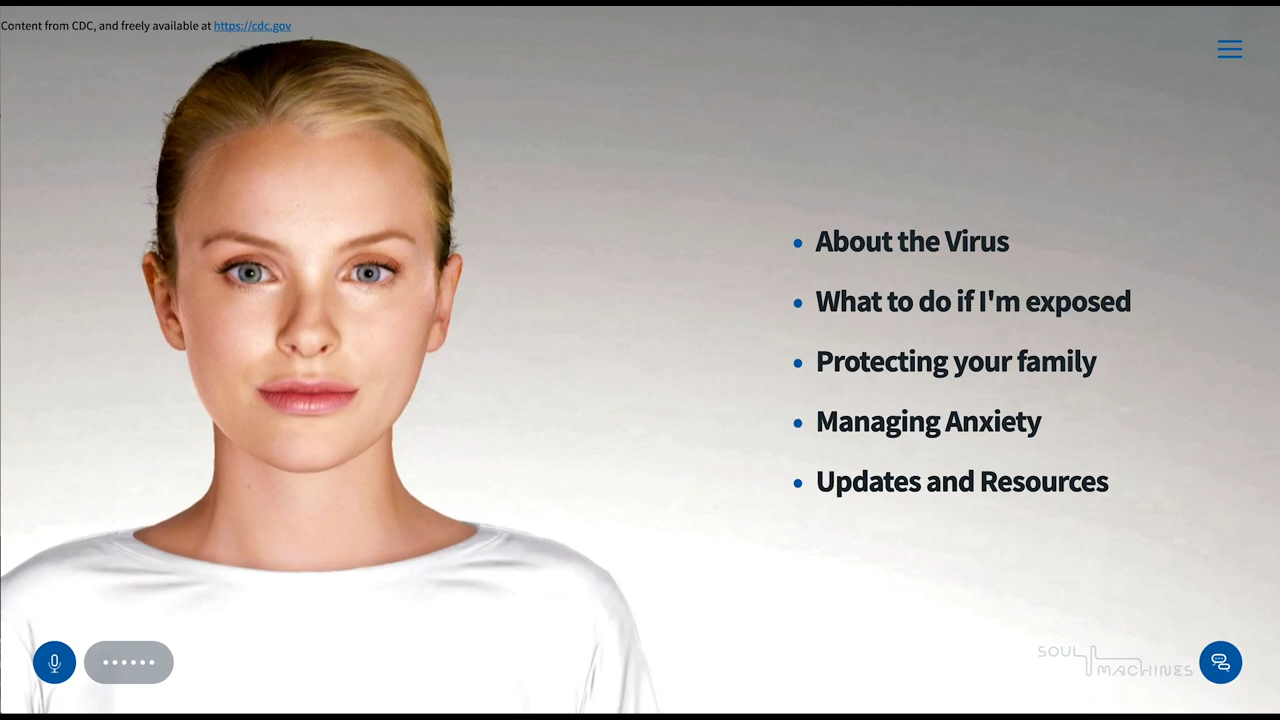 Content from CDC, and freely available at https://cdc.gov
About the Virus
What to do if I'm exposed
Protecting your family
Managing Anxiety
Updates and Resources
SOUL
MACHINES